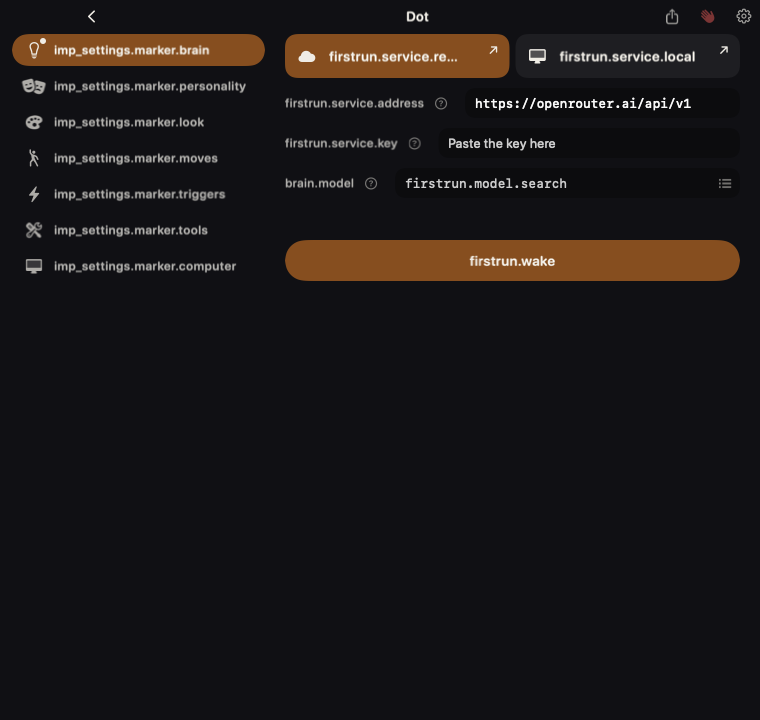 Dot
imp_settings.marker.brain
imp_settings.marker.personality
imp_settings.marker.look
imp_settings.marker.moves
imp_settings.marker.triggers
imp_settings.marker.tools
imp_settings.marker.computer
firstrun.service.re...
firstrun.service.local
firstrun.service.address
https://openrouter.ai/api/v1
firstrun.service.key
Paste the key here
brain.model
firstrun.model.search
firstrun.wake